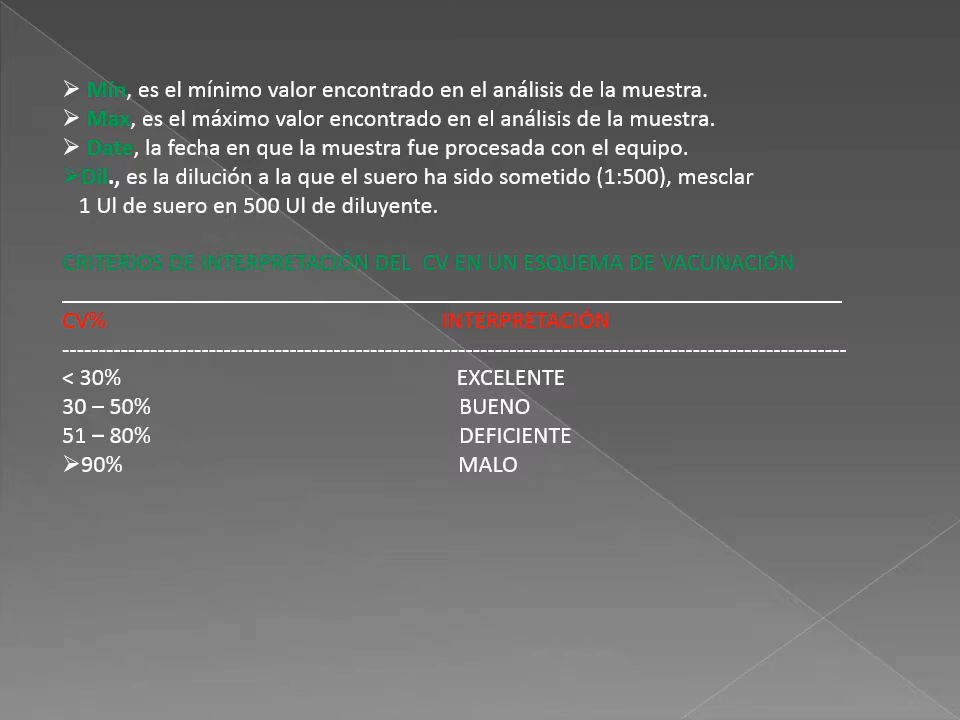 ➢ Mín, es el mínimo valor encontrado en el análisis de la muestra.
➢ Max, es el máximo valor encontrado en el análisis de la muestra.
➢ Date, la fecha en que la muestra fue procesada con el equipo.
➢Dil., es la dilución a la que el suero ha sido sometido (1:500), mesclar
1 Ul de suero en 500 Ul de diluyente.
CRITERIOS DE INTERPRETACIÓN DEL CV EN UN ESQUEMA DE VACUNACIÓN.
CV% INTERPRETACIÓN
< 30% EXCELENTE
30 – 50% BUENO
51 – 80% DEFICIENTE
➢90% MALO